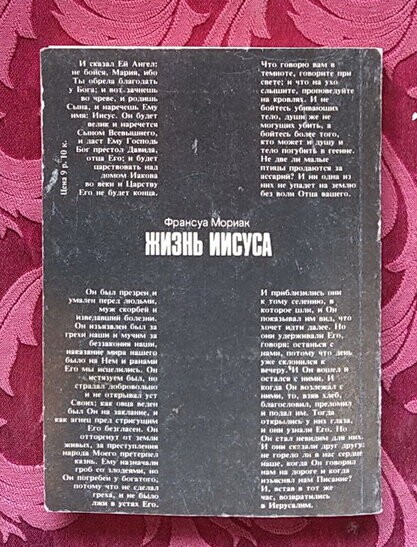 И сказал Ей Ангел:
не бойся, Мария, ибо
Ты обрела благодать
у Бога; и вот зачнешь
во чреве, и родишь
Сына, и наречешь Ему
имя: Иисус. Он будет
велик и наречется
Сыном Всевышнего,
и даст Ему Господь
Бог престол Давида,
отца Его; и будет
царствовать над
домом Иакова
во веки и Царству
Его не будет конца.
Цена 9 р. 10 к.
Что говорю вам в
темноте, говорите при
свете; и что на ухо
слышите, проповедуйте
на кровлях. И не
бойтесь убивающих
тело, души же не
могущих убить, а
бойтесь более того,
кто может и душу и
тело погубить в геенне.
Не две ли малые
птицы продаются за
ассарий? И ни одна из
них не упадет на землю
без воли Отца вашего.
Франсуа Мориак
ЖИЗНЬ ИИСУСА
Он был презрен и
умален перед людьми,
муж скорбей и
изведавший болезни.
Он изъязвлен был за
грехи наши и мучим за
беззакония наши,
наказание мира нашего
было на Нем и ранами
Его мы исцелились. Он
истязуем был, но
страдал добровольно
и не открывал уст
Своих; как овца веден
был Он на заклание, и
как агнец пред стригущим
Его безгласен. Он
отторгнут от земли
живых, за преступления
народа Моего претерпел
казнь. Ему назначали
гроб со злодеями, но
Он погребен у богатого,
потому что не сделал
греха, и не было
лжи в устах Его.
И приблизились они
к тому селению, в
которое шли, и Он
показывал им вид, что
хочет идти далее. Но
они удерживали Его,
говоря: останься с
нами, потому что день
уже склонился к
вечеру. И Он вошел и
остался с ними. И
когда Он возлежал с
ними, то, взяв хлеб,
благословил, преломил
и подал им. Тогда
открылись у них глаза,
и они узнали Его. Но
Он стал невидим для них.
И они сказали друг другу:
не горело ли в нас сердце
наше, когда Он говорил
нам на дороге и когда
изъяснял нам Писание?
И, встав в тот же
час, возвратились
в Иерусалим.